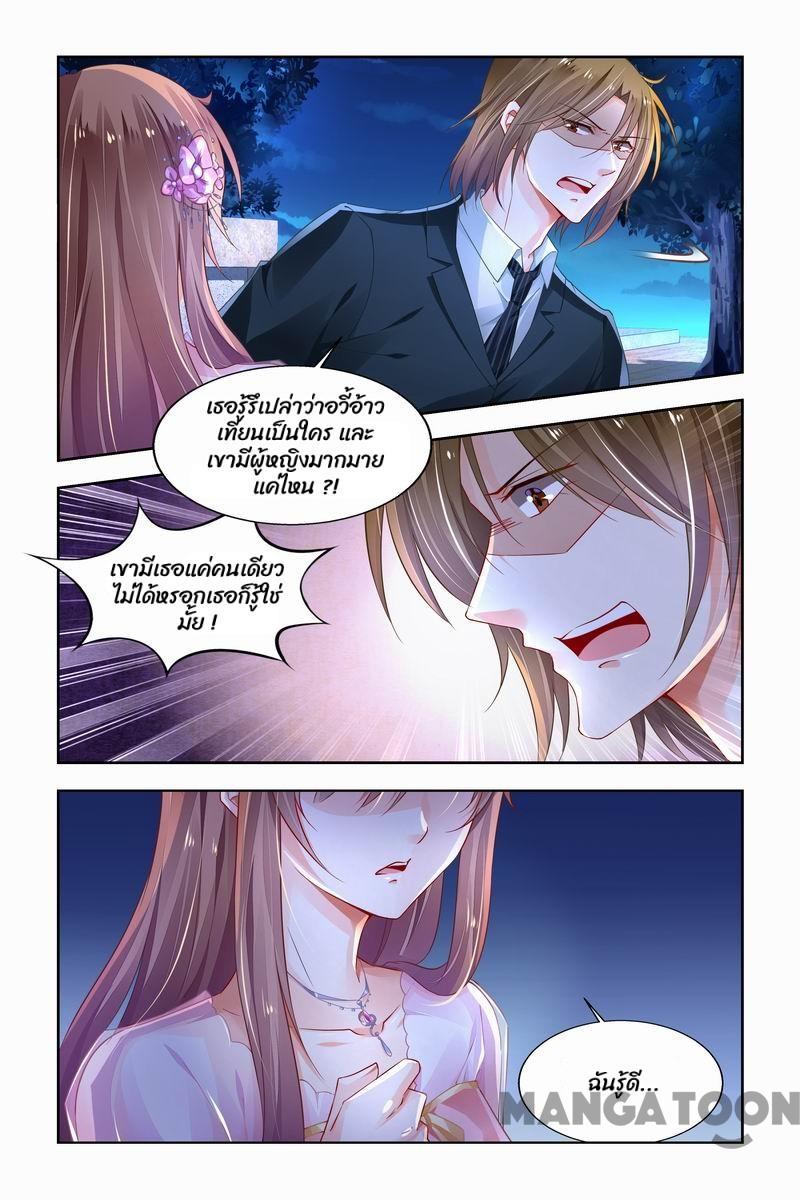 เธอรู้รึเปล่าว่าอวี้อ้าว
เทียนเป็นใคร และ
เขามีผู้หญิงมากมาย
แค่ไหน ?!
เขามีเธอแค่คนเดียว
ไม่ได้หรอกเธอก็รู้ใช่
มั้ย !
ฉันรู้ดี...
MANGATOON